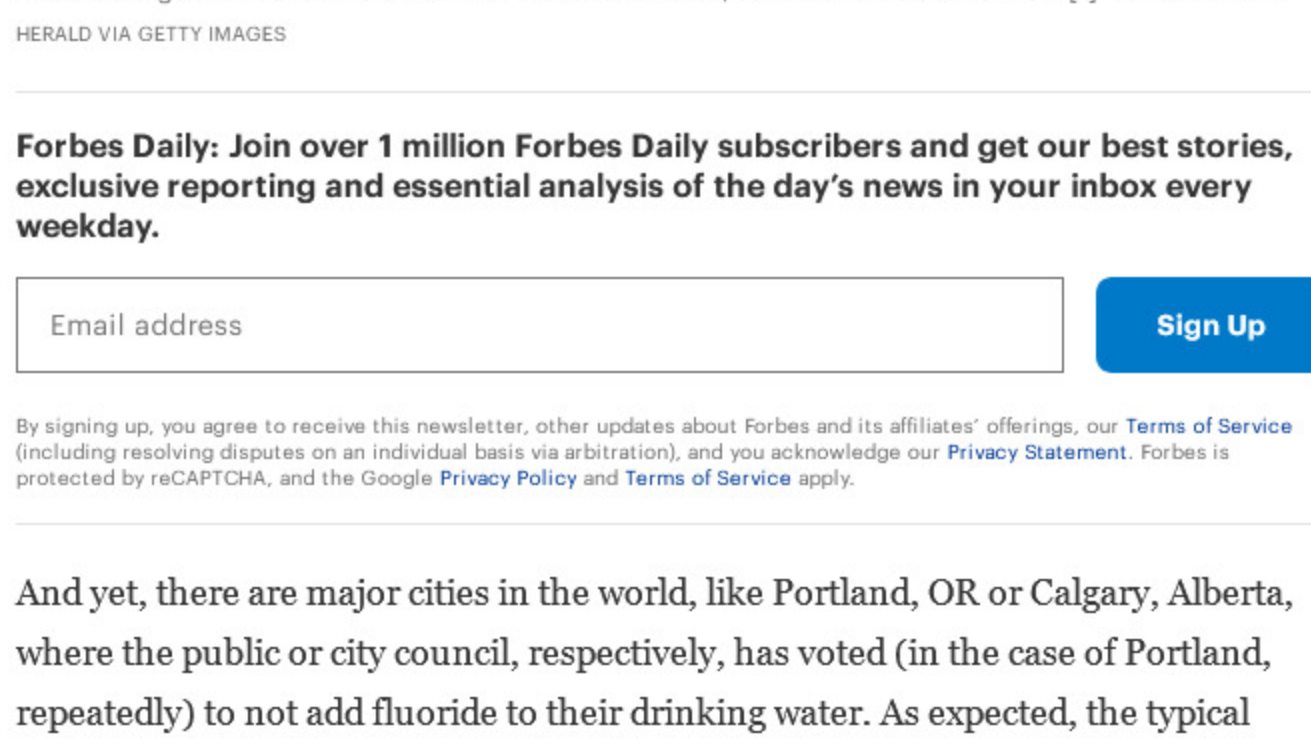 HERALD VIA GETTY IMAGES
Forbes Daily: Join over 1 million Forbes Daily subscribers and get our best stories,
exclusive reporting and essential analysis of the day’s news in your inbox every
weekday.
Email address
Sign Up
By signing up, you agree to receive this newsletter, other updates about Forbes and its affiliates’ offerings, our Terms of Service
(including resolving disputes on an individual basis via arbitration), and you acknowledge our Privacy Statement. Forbes is
protected by reCAPTCHA, and the Google Privacy Policy and Terms of Service apply.
And yet, there are major cities in the world, like Portland, OR or Calgary, Alberta,
where the public or city council, respectively, has voted (in the case of Portland,
repeatedly) to not add fluoride to their drinking water. As expected, the typical